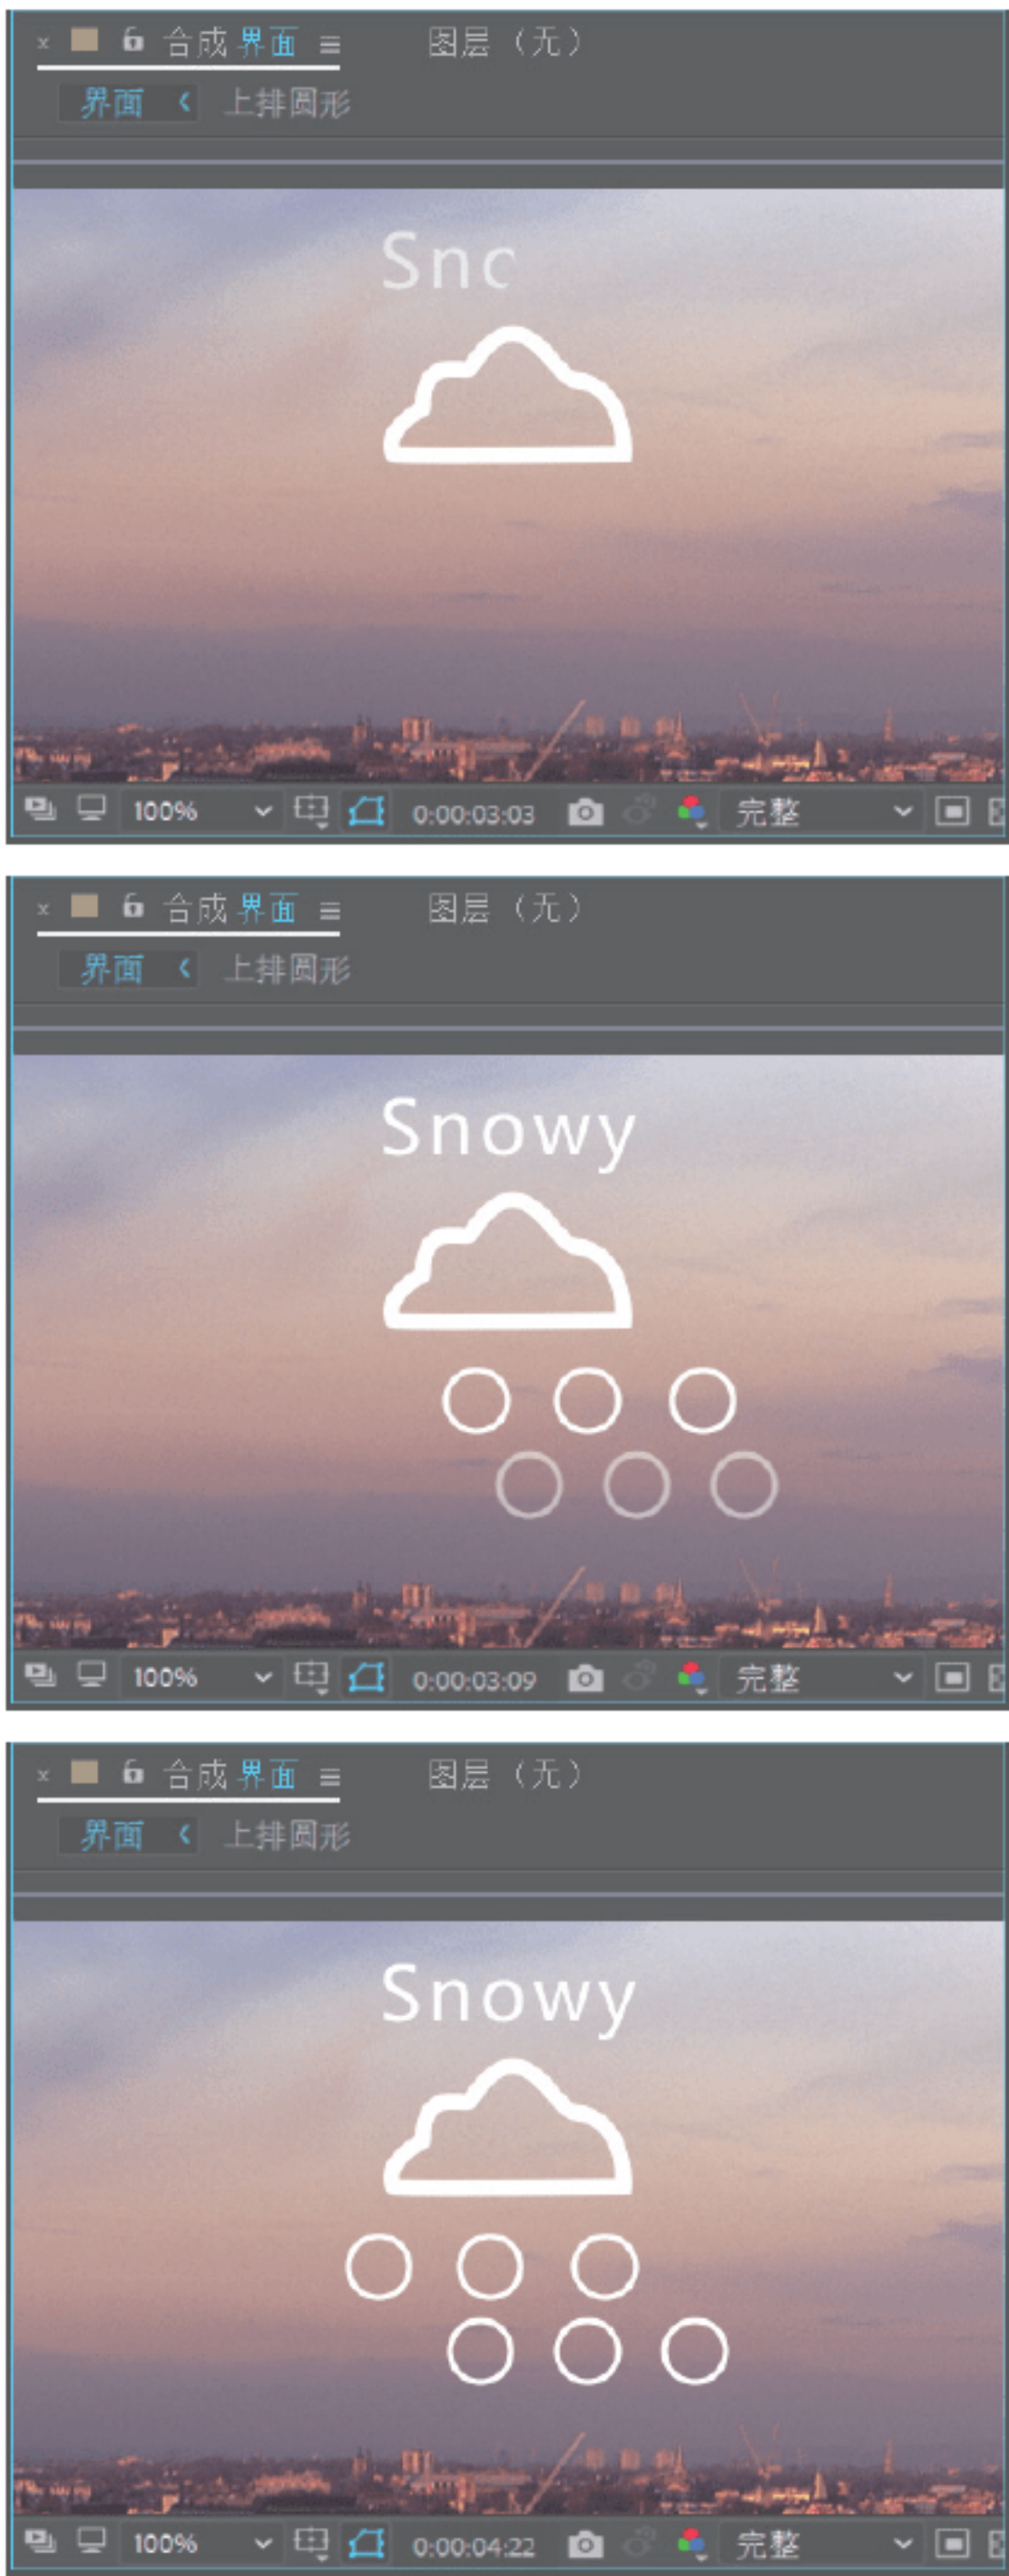 × 合成 界面 ≡ 图层 （无）
界面 < 上排圆形
Snc
100% 0:00:03:03 完整
× 合成 界面 ≡ 图层 （无）
界面 < 上排圆形
Snowy
100% 0:00:03:09 完整
× 合成 界面 ≡ 图层 （无）
界面 < 上排圆形
Snowy
100% 0:00:04:22 完整